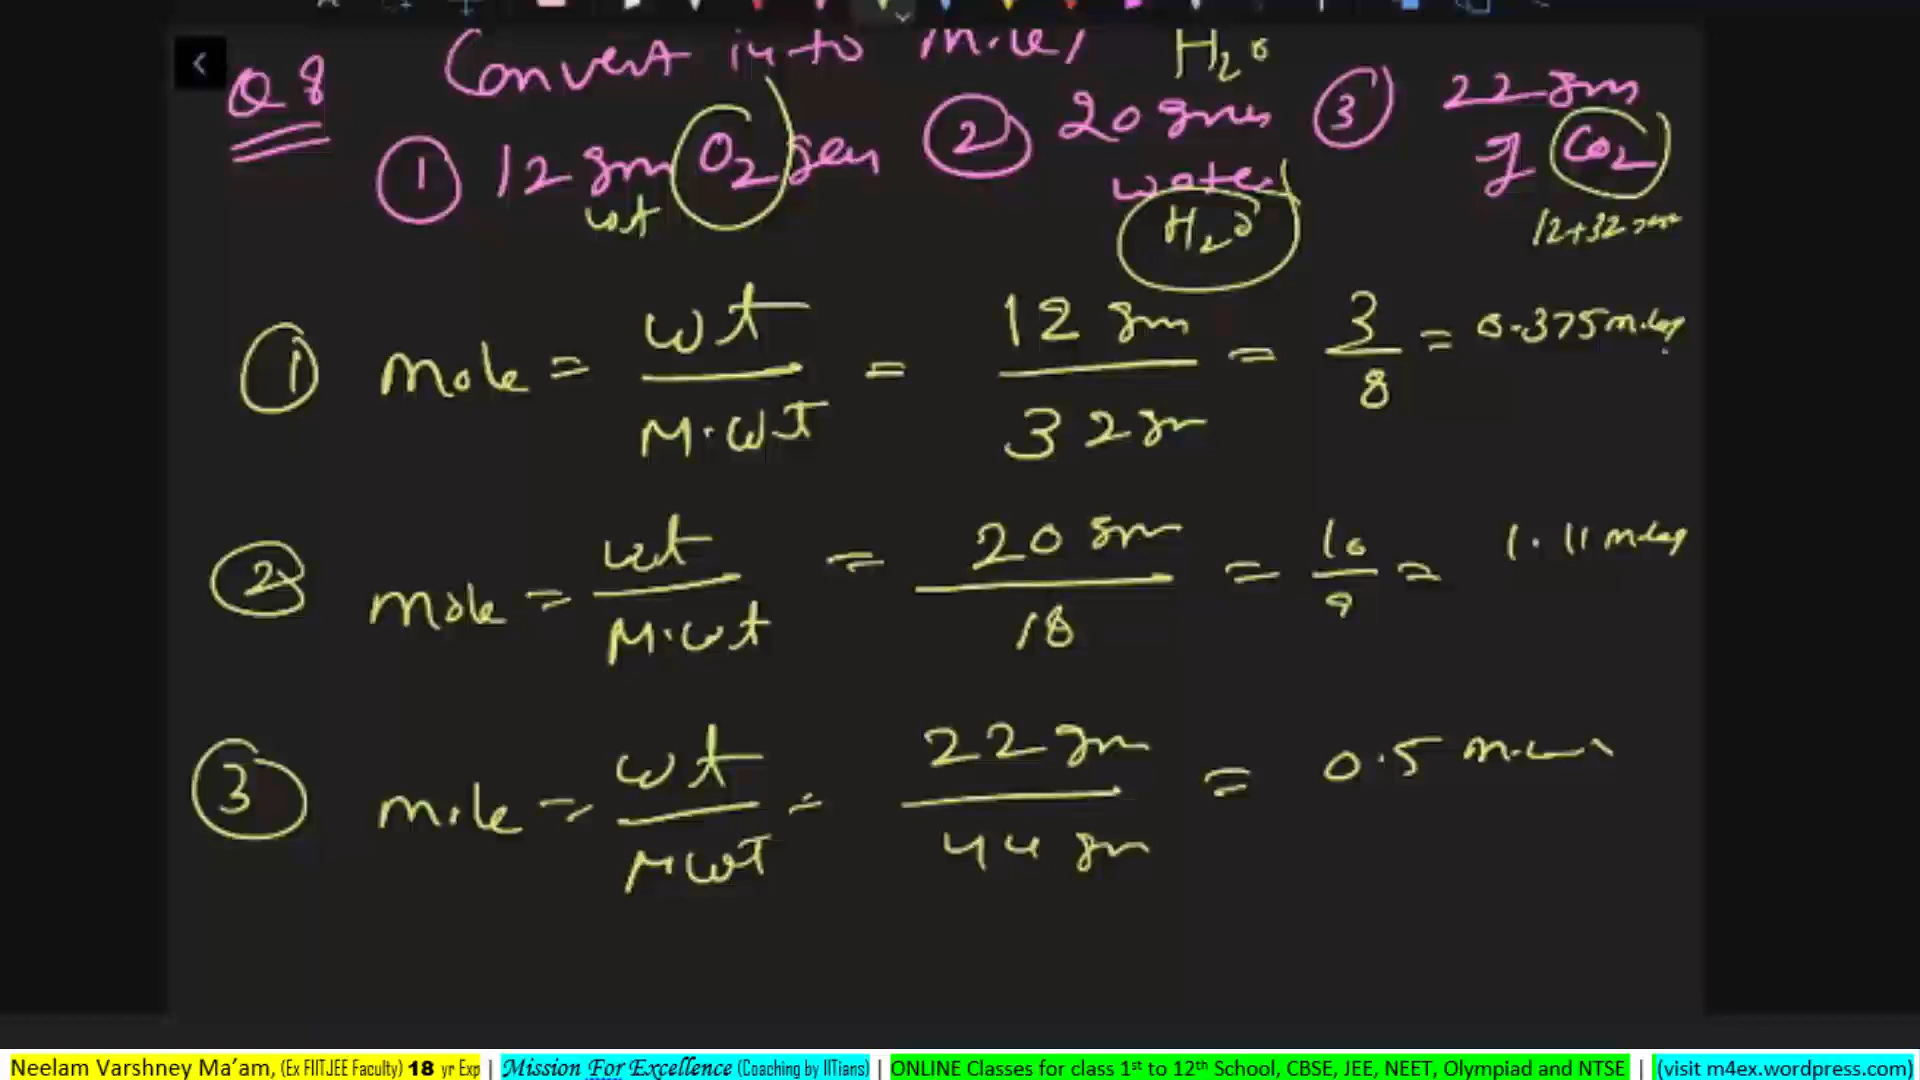 Q 8 Convert into moles H2O
① 12 gm O2 gas ② 20 gms ③ 22 gm
wt water of CO2
H2O 12+32 gm
① mole = wt / M.wt = 12 gm / 32 gm = 3/8 = 0.375 moles
② mole = wt / M.wt = 20 gm / 18 = 10/9 = 1.11 moles
③ mole = wt / M wt = 22 gm / 44 gm = 0.5 moles
Neelam Varshney Ma'am, (Ex FIITJEE Faculty) 18 yr Exp | Mission For Excellence (Coaching by IITians) | ONLINE Classes for class 1st to 12th School, CBSE, JEE, NEET, Olympiad and NTSE | (visit m4ex.wordpress.com)